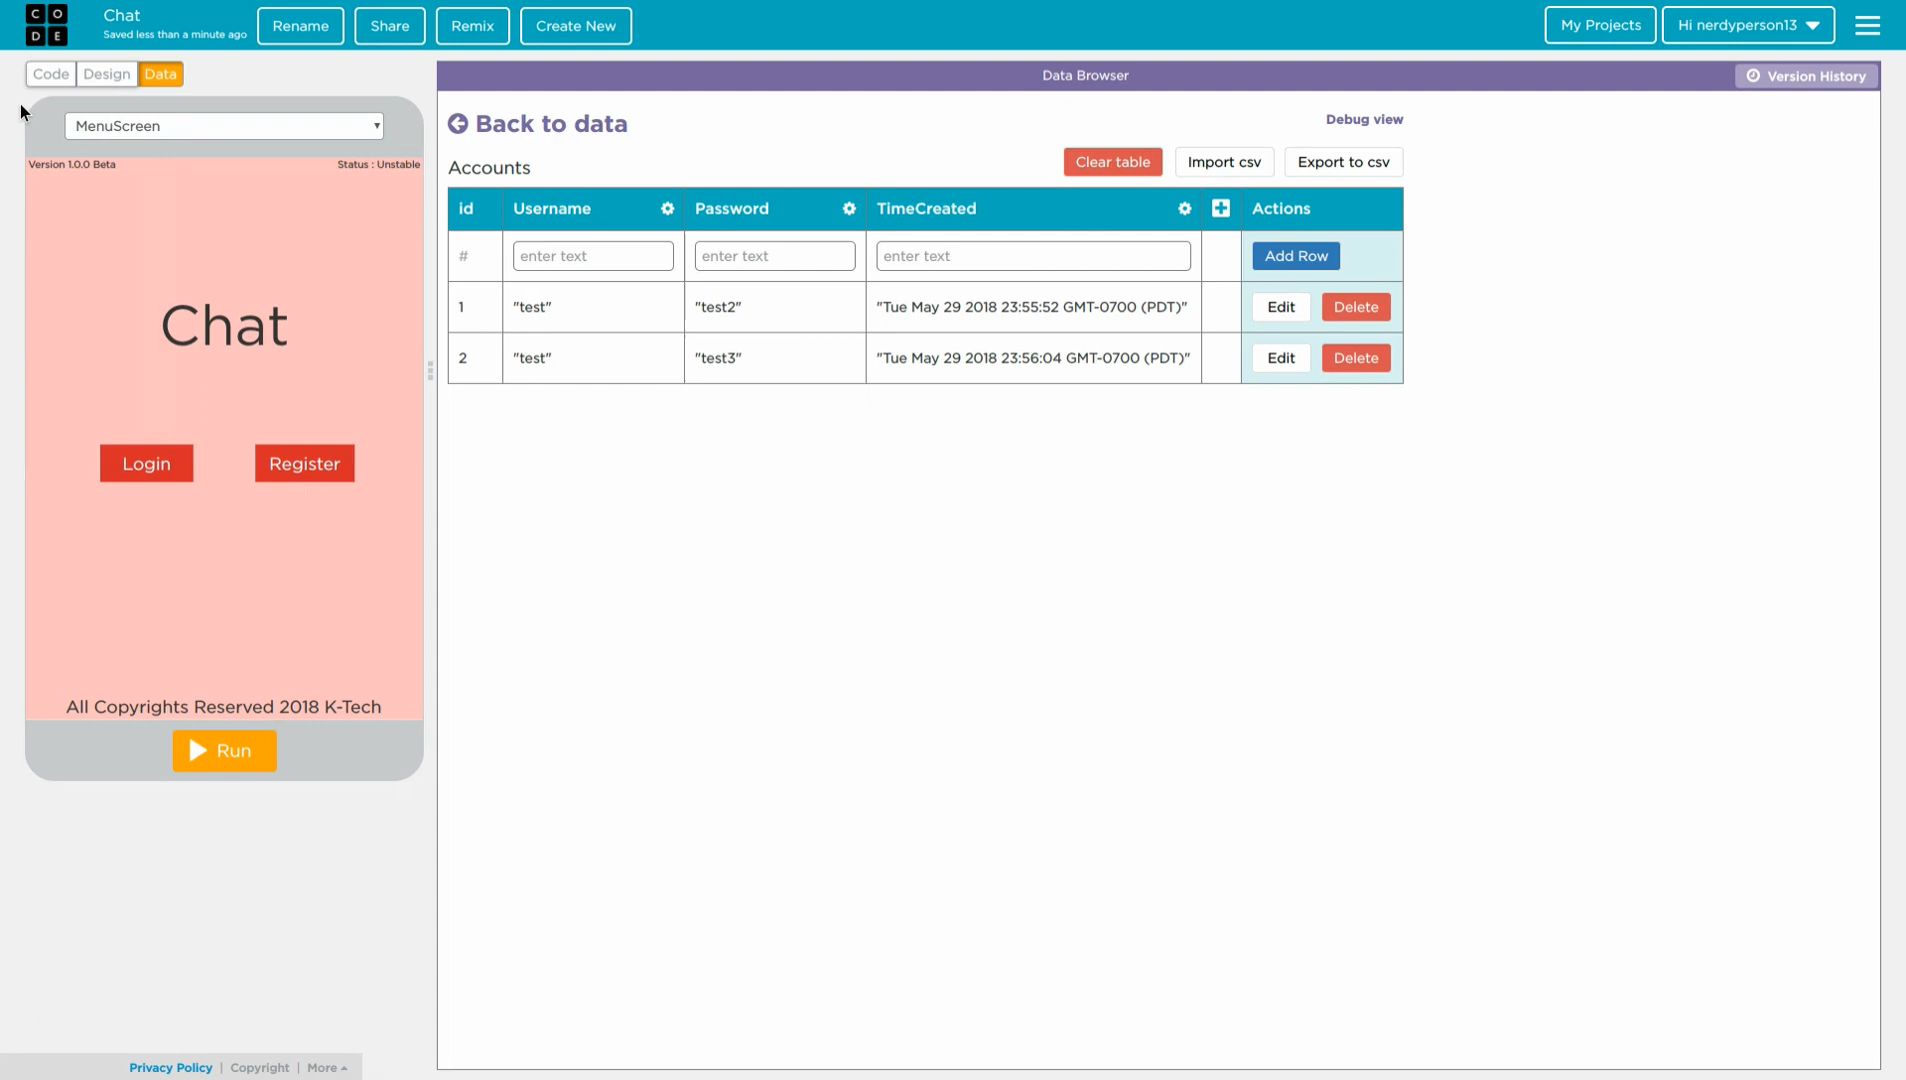 CO
DE
Chat
Saved less than a minute ago
Rename
Share
Remix
Create New
My Projects
Hi nerdyperson13
Code
Design
Data
Data Browser
Version History
MenuScreen
Version 1.0.0 Beta
Status : Unstable
Chat
Login
Register
All Copyrights Reserved 2018 K-Tech
Run
Back to data
Debug view
Accounts
Clear table
Import csv
Export to csv
id Username Password TimeCreated Actions
# enter text enter text enter text Add Row
1 "test" "test2" "Tue May 29 2018 23:55:52 GMT-0700 (PDT)" Edit Delete
2 "test" "test3" "Tue May 29 2018 23:56:04 GMT-0700 (PDT)" Edit Delete
Privacy Policy | Copyright | More